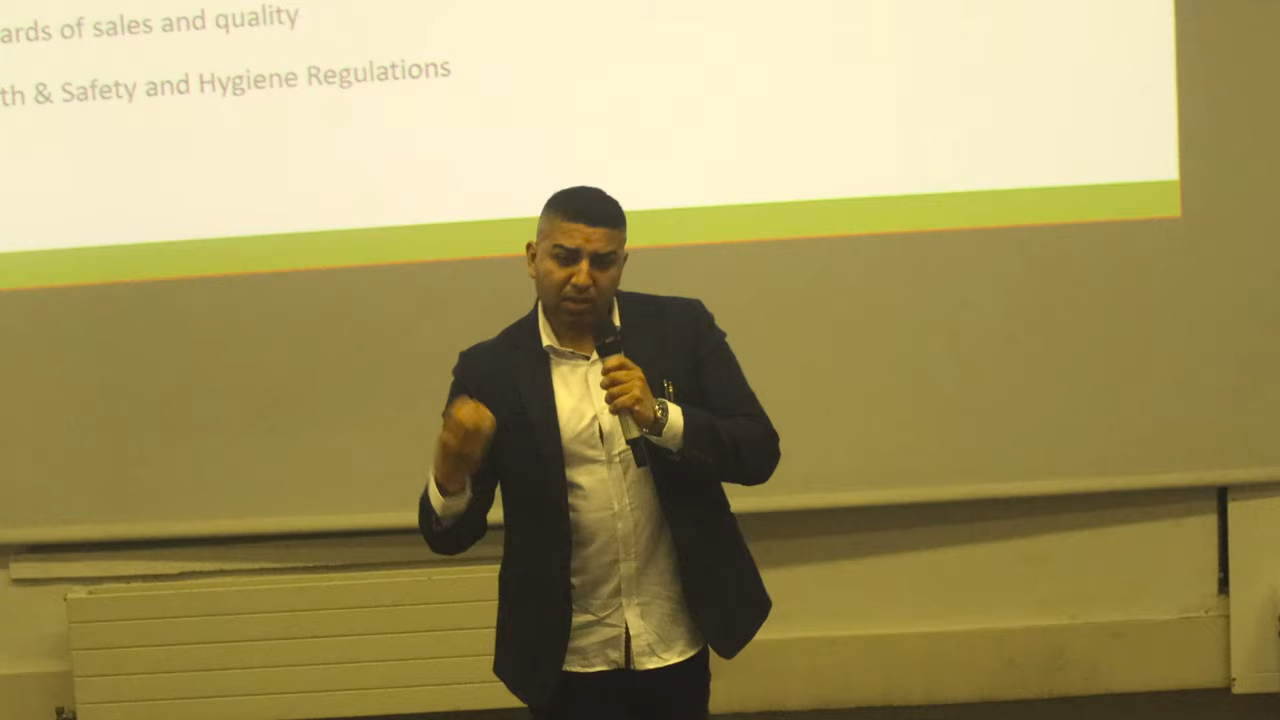 ards of sales and quality
th & Safety and Hygiene Regulations